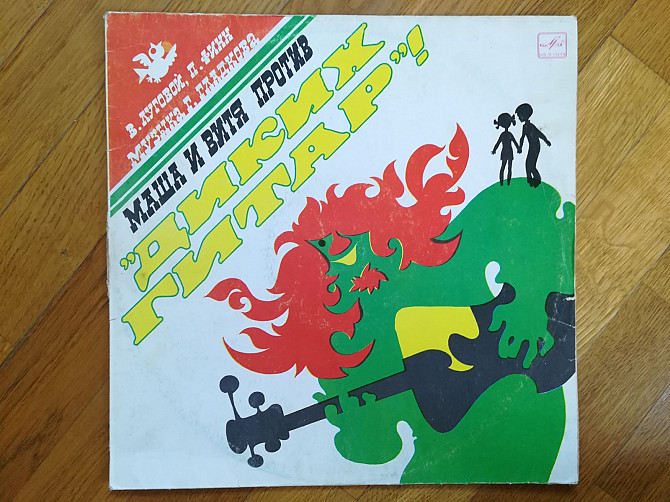 В. ЛУГОВОЙ, П. ФИНН
МУЗЫКА Г. ГЛАДКОВА
МАША И ВИТЯ ПРОТИВ
"ДИКИХ
ГИТАР"!